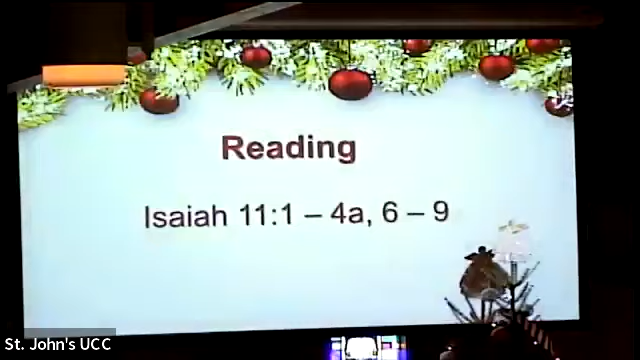 Reading
Isaiah 11:1 – 4a, 6 – 9
St. John's UCC